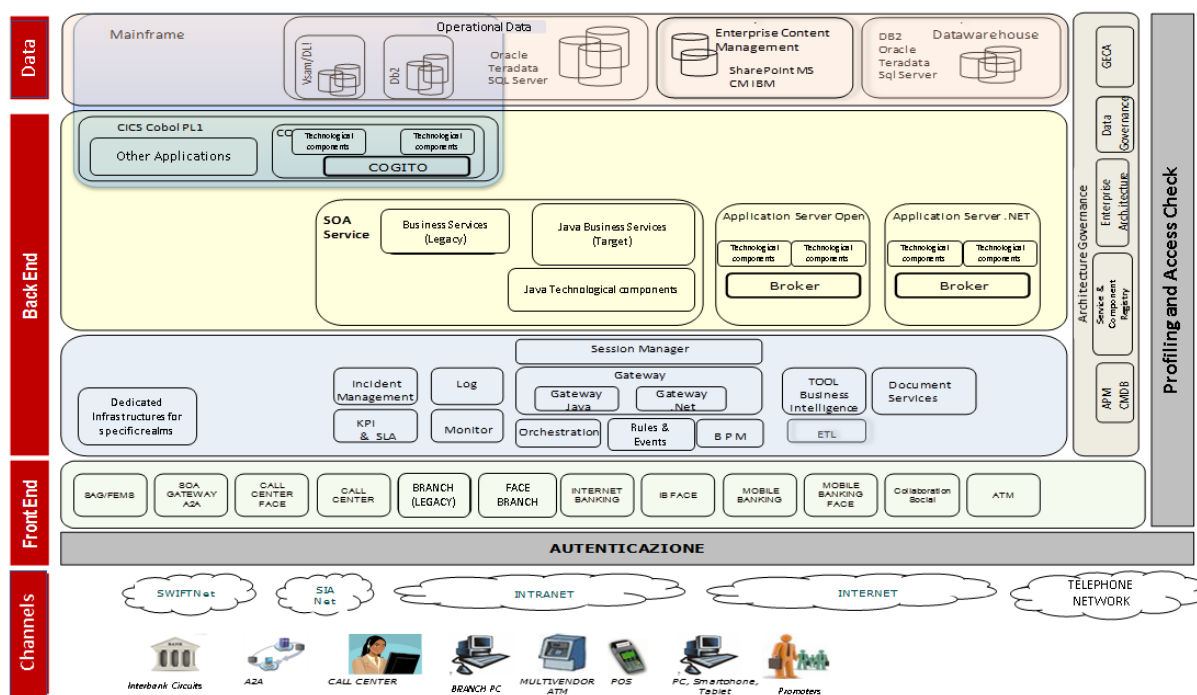 Data
Mainframe
Operational Data
Vsam/DLI
Db2
Oracle
Teradata
SQL Server
Enterprise Content
Management
SharePoint MS
CM IBM
DB2
Oracle
Teradata
Sql Server
Datawarehouse
Back End
CICS Cobol PL1
Other Applications
CO
Technological
components
Technological
components
COGITO
SOA
Service
Business Services
(Legacy)
Java Business Services
(Target)
Java Technological components
Application Server Open
Technological
components
Technological
components
Broker
Application Server .NET
Technological
components
Technological
components
Broker
Session Manager
Gateway
Gateway
Java
Gateway
.Net
Dedicated
Infrastructures for
specific realms
Incident
Management
Log
KPI
& SLA
Monitor
Orchestration
Rules &
Events
B P M
TOOL
Business
Intelligence
ETL
Document
Services
Architecture Governance
GECA
Data
Governance
Enterprise
Architecture
Service &
Component
Registry
APM
CMDB
Profiling and Access Check
Front End
SAG/FEMS
SOA
GATEWAY
A2A
CALL
CENTER
FACE
CALL
CENTER
BRANCH
(LEGACY)
FACE
BRANCH
INTERNET
BANKING
IB FACE
MOBILE
BANKING
MOBILE
BANKING
FACE
Collaboration
Social
ATM
AUTENTICAZIONE
Channels
SWIFTNet
SIA
Net
INTRANET
INTERNET
TELEPHONE
NETWORK
BANK
Interbank Circuits
A2A
CALL CENTER
BRANCH PC
MULTIVENDOR
ATM
POS
PC, Smartphone,
Tablet
Promoters